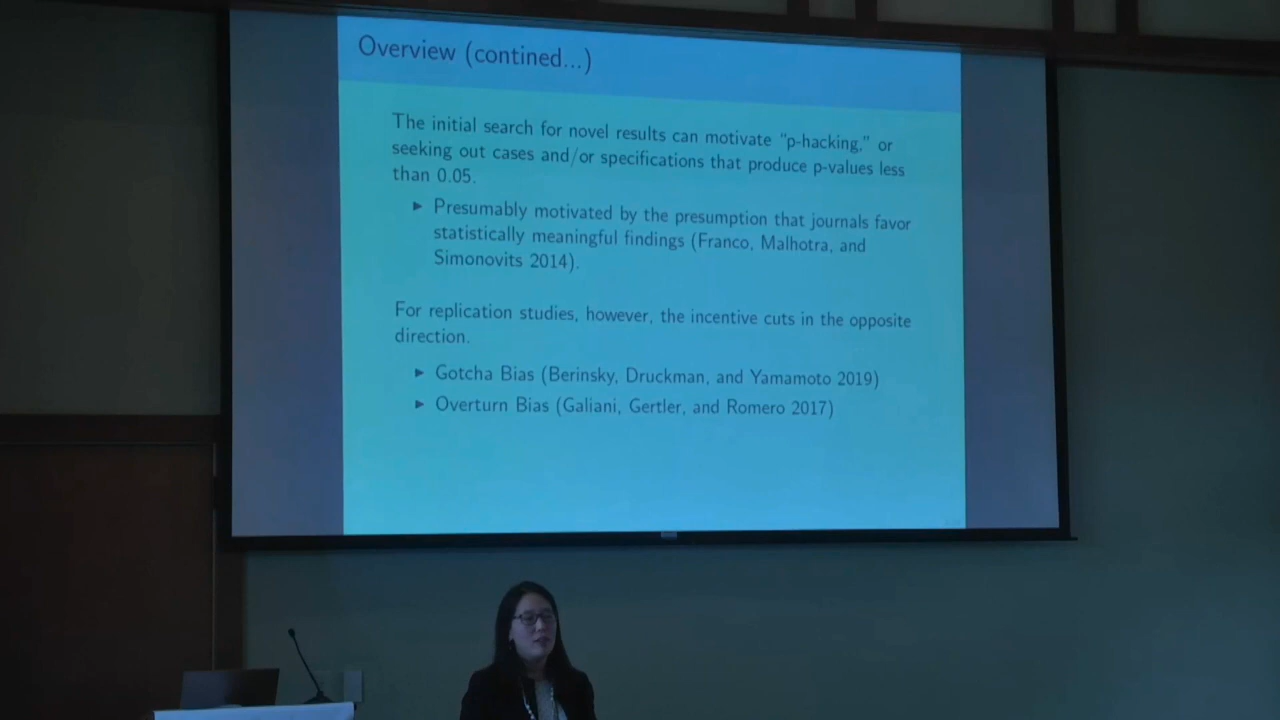 Overview (contined...)
The initial search for novel results can motivate “p-hacking,” or
seeking out cases and/or specifications that produce p-values less
than 0.05.
► Presumably motivated by the presumption that journals favor
statistically meaningful findings (Franco, Malhotra, and
Simonovits 2014).
For replication studies, however, the incentive cuts in the opposite
direction.
► Gotcha Bias (Berinsky, Druckman, and Yamamoto 2019)
► Overturn Bias (Galiani, Gertler, and Romero 2017)